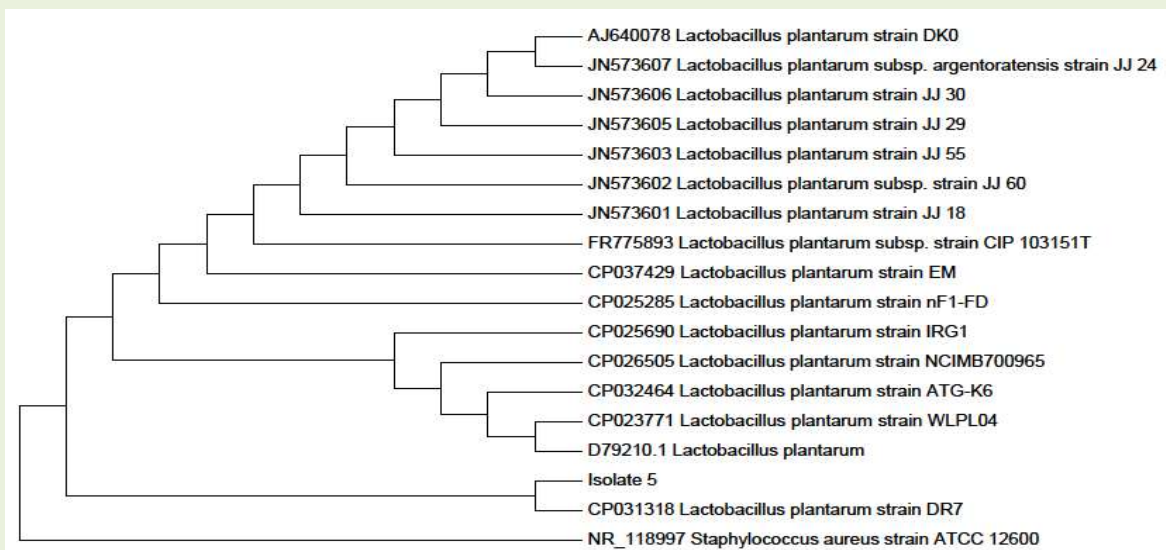 AJ640078 Lactobacillus plantarum strain DK0
JN573607 Lactobacillus plantarum subsp. argentoratensis strain JJ 24
JN573606 Lactobacillus plantarum strain JJ 30
JN573605 Lactobacillus plantarum strain JJ 29
JN573603 Lactobacillus plantarum strain JJ 55
JN573602 Lactobacillus plantarum subsp. strain JJ 60
JN573601 Lactobacillus plantarum strain JJ 18
FR775893 Lactobacillus plantarum subsp. strain CIP 103151T
CP037429 Lactobacillus plantarum strain EM
CP025285 Lactobacillus plantarum strain nF1-FD
CP025690 Lactobacillus plantarum strain IRG1
CP026505 Lactobacillus plantarum strain NCIMB700965
CP032464 Lactobacillus plantarum strain ATG-K6
CP023771 Lactobacillus plantarum strain WLPL04
D79210.1 Lactobacillus plantarum
Isolate 5
CP031318 Lactobacillus plantarum strain DR7
NR_118997 Staphylococcus aureus strain ATCC 12600